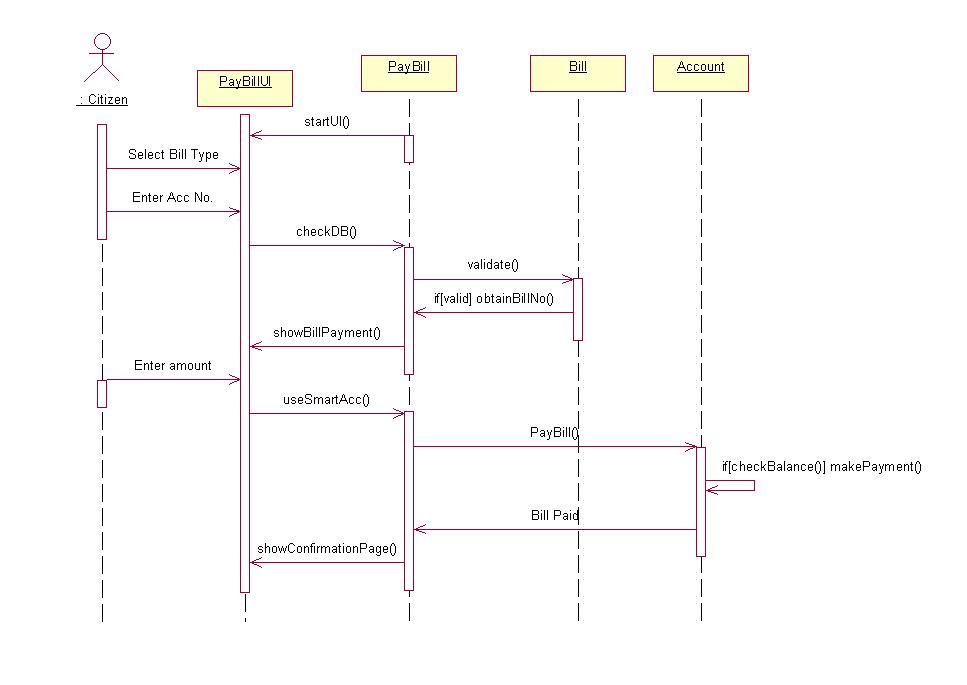 : Citizen
PayBillUI
PayBill
Bill
Account
startUI()
Select Bill Type
Enter Acc No.
checkDB()
validate()
if[valid] obtainBillNo()
showBillPayment()
Enter amount
useSmartAcc()
PayBill()
if[checkBalance()] makePayment()
Bill Paid
showConfirmationPage()